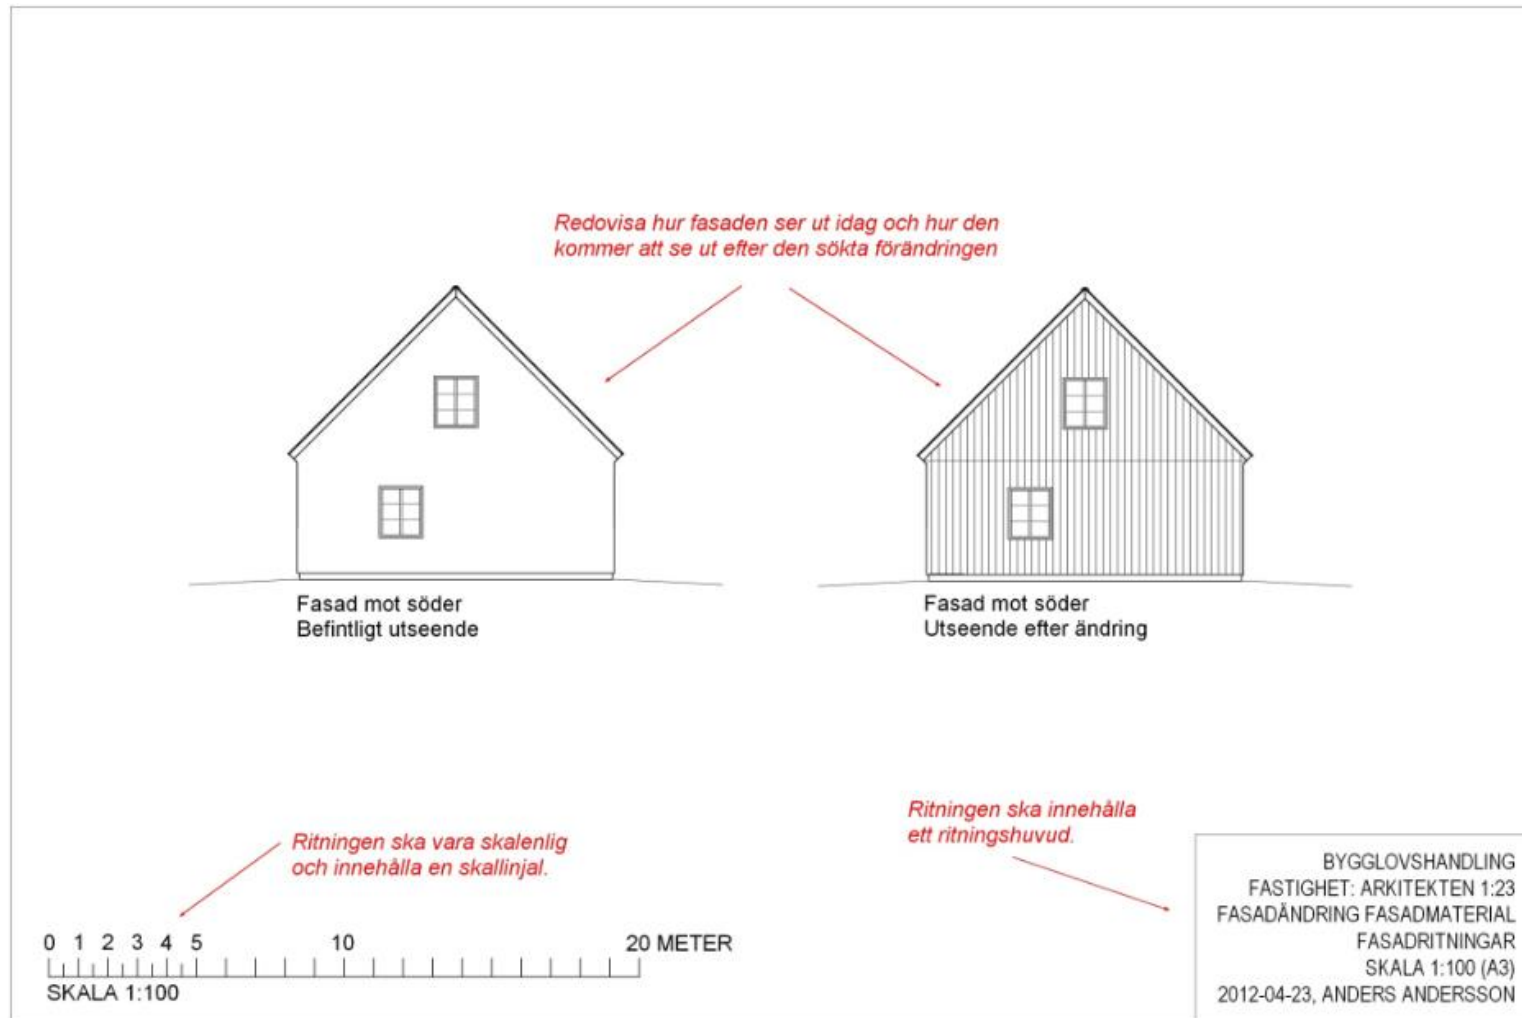 Redovisa hur fasaden ser ut idag och hur den
kommer att se ut efter den sökta förändringen
Fasad mot söder
Befintligt utseende
Fasad mot söder
Utseende efter ändring
Ritningen ska vara skalenlig
och innehålla en skallinjal.
Ritningen ska innehålla
ett ritningshuvud.
0 1 2 3 4 5 10 20 METER
SKALA 1:100
BYGGLOVSHANDLING
FASTIGHET: ARKITEKTEN 1:23
FASADÄNDRING FASADMATERIAL
FASADRITNINGAR
SKALA 1:100 (A3)
2012-04-23, ANDERS ANDERSSON